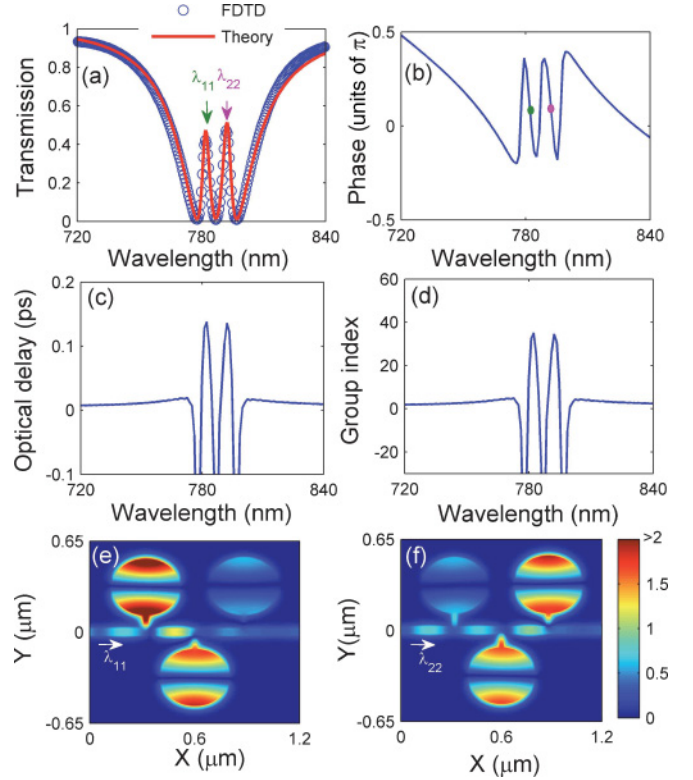 FDTD
Theory
(a)
λ11 λ22
Transmission
1
0.8
0.6
0.4
0.2
0
720 780 840
Wavelength (nm)
(b)
Phase (units of π)
0.5
0
-0.5
720 780 840
Wavelength (nm)
(c)
Optical delay (ps)
0.2
0.1
0
-0.1
720 780 840
Wavelength (nm)
(d)
Group index
60
40
20
0
-20
720 780 840
Wavelength (nm)
(e)
Y (μm)
0.65
0
-0.65
λ11
0 0.6 1.2
X (μm)
(f)
Y(μm)
0.65
0
-0.65
λ22
0 0.6 1.2
X (μm)
>2
1.5
1
0.5
0